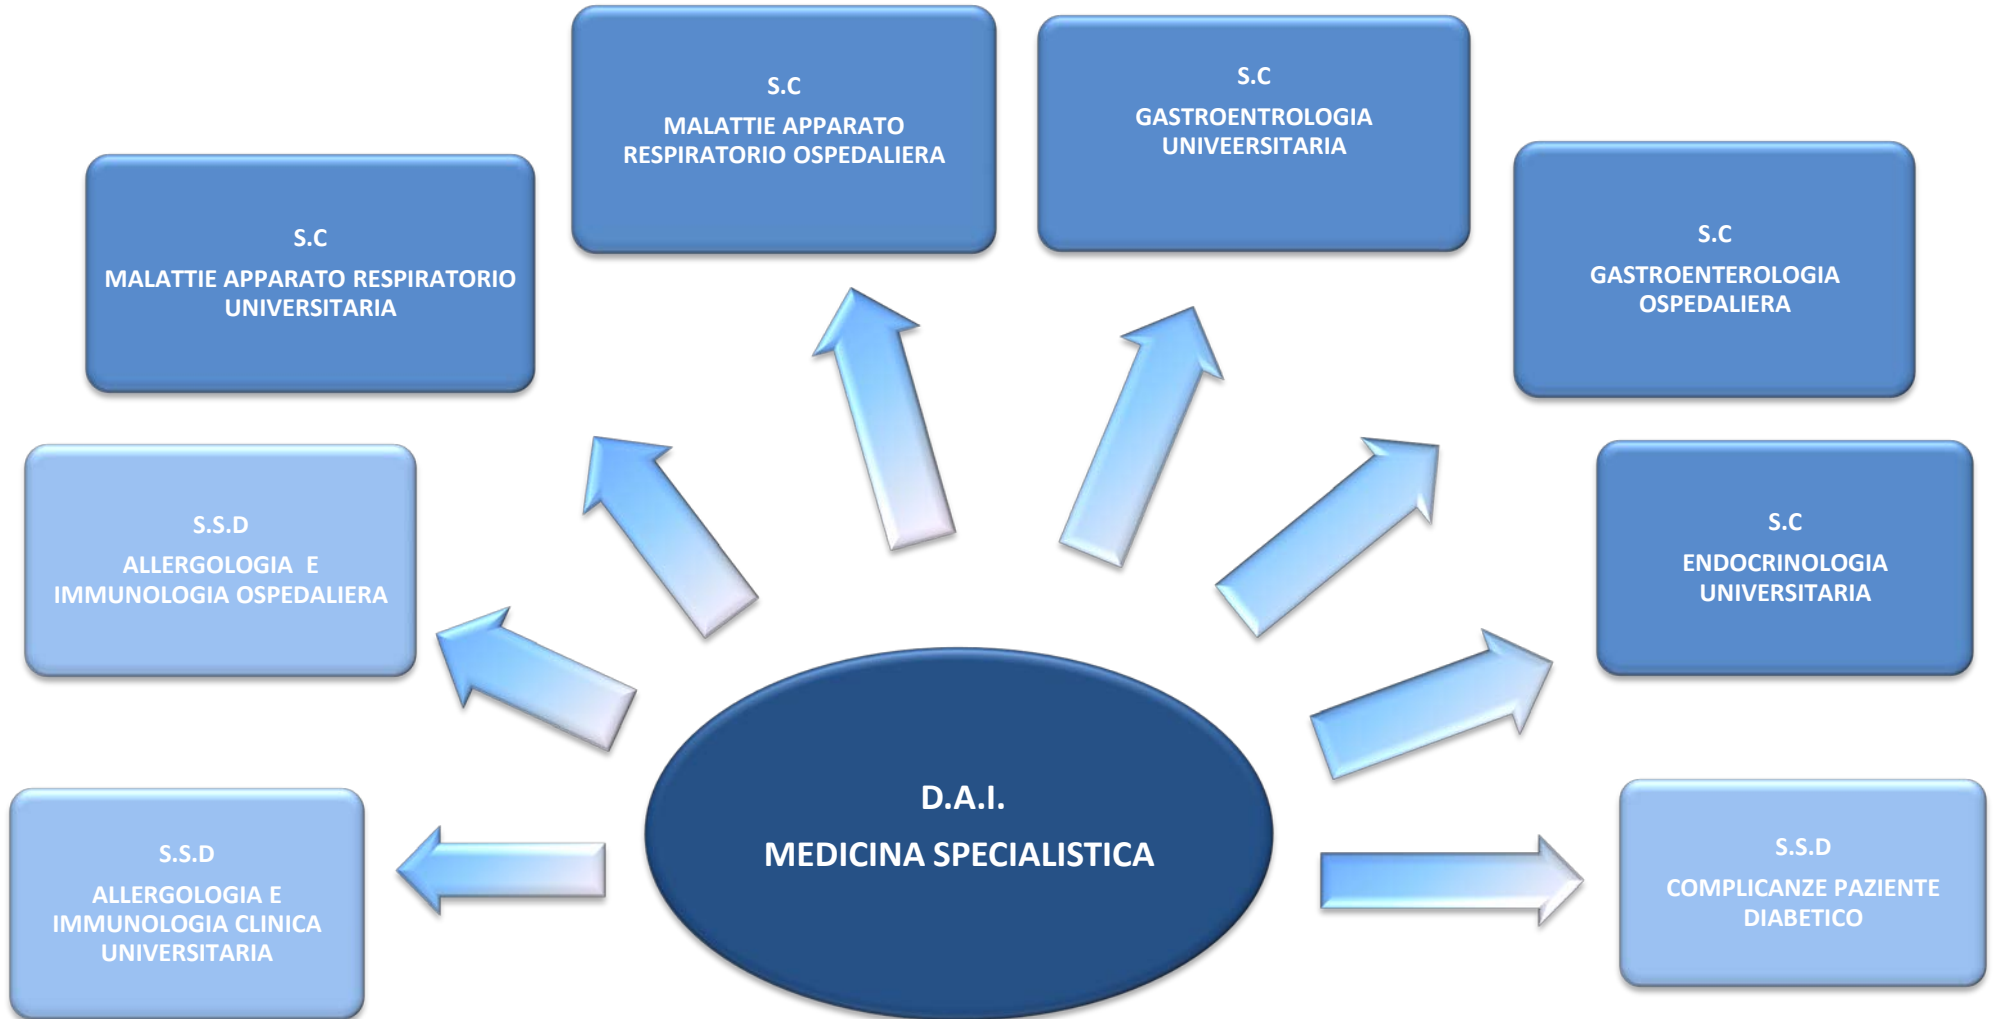 S.C
MALATTIE APPARATO
RESPIRATORIO OSPEDALIERA
S.C
GASTROENTROLOGIA
UNIVEERSITARIA
S.C
MALATTIE APPARATO RESPIRATORIO
UNIVERSITARIA
S.C
GASTROENTEROLOGIA
OSPEDALIERA
S.S.D
ALLERGOLOGIA  E
IMMUNOLOGIA OSPEDALIERA
S.C
ENDOCRINOLOGIA
UNIVERSITARIA
D.A.I.
MEDICINA SPECIALISTICA
S.S.D
ALLERGOLOGIA E
IMMUNOLOGIA CLINICA
UNIVERSITARIA
S.S.D
COMPLICANZE PAZIENTE
DIABETICO